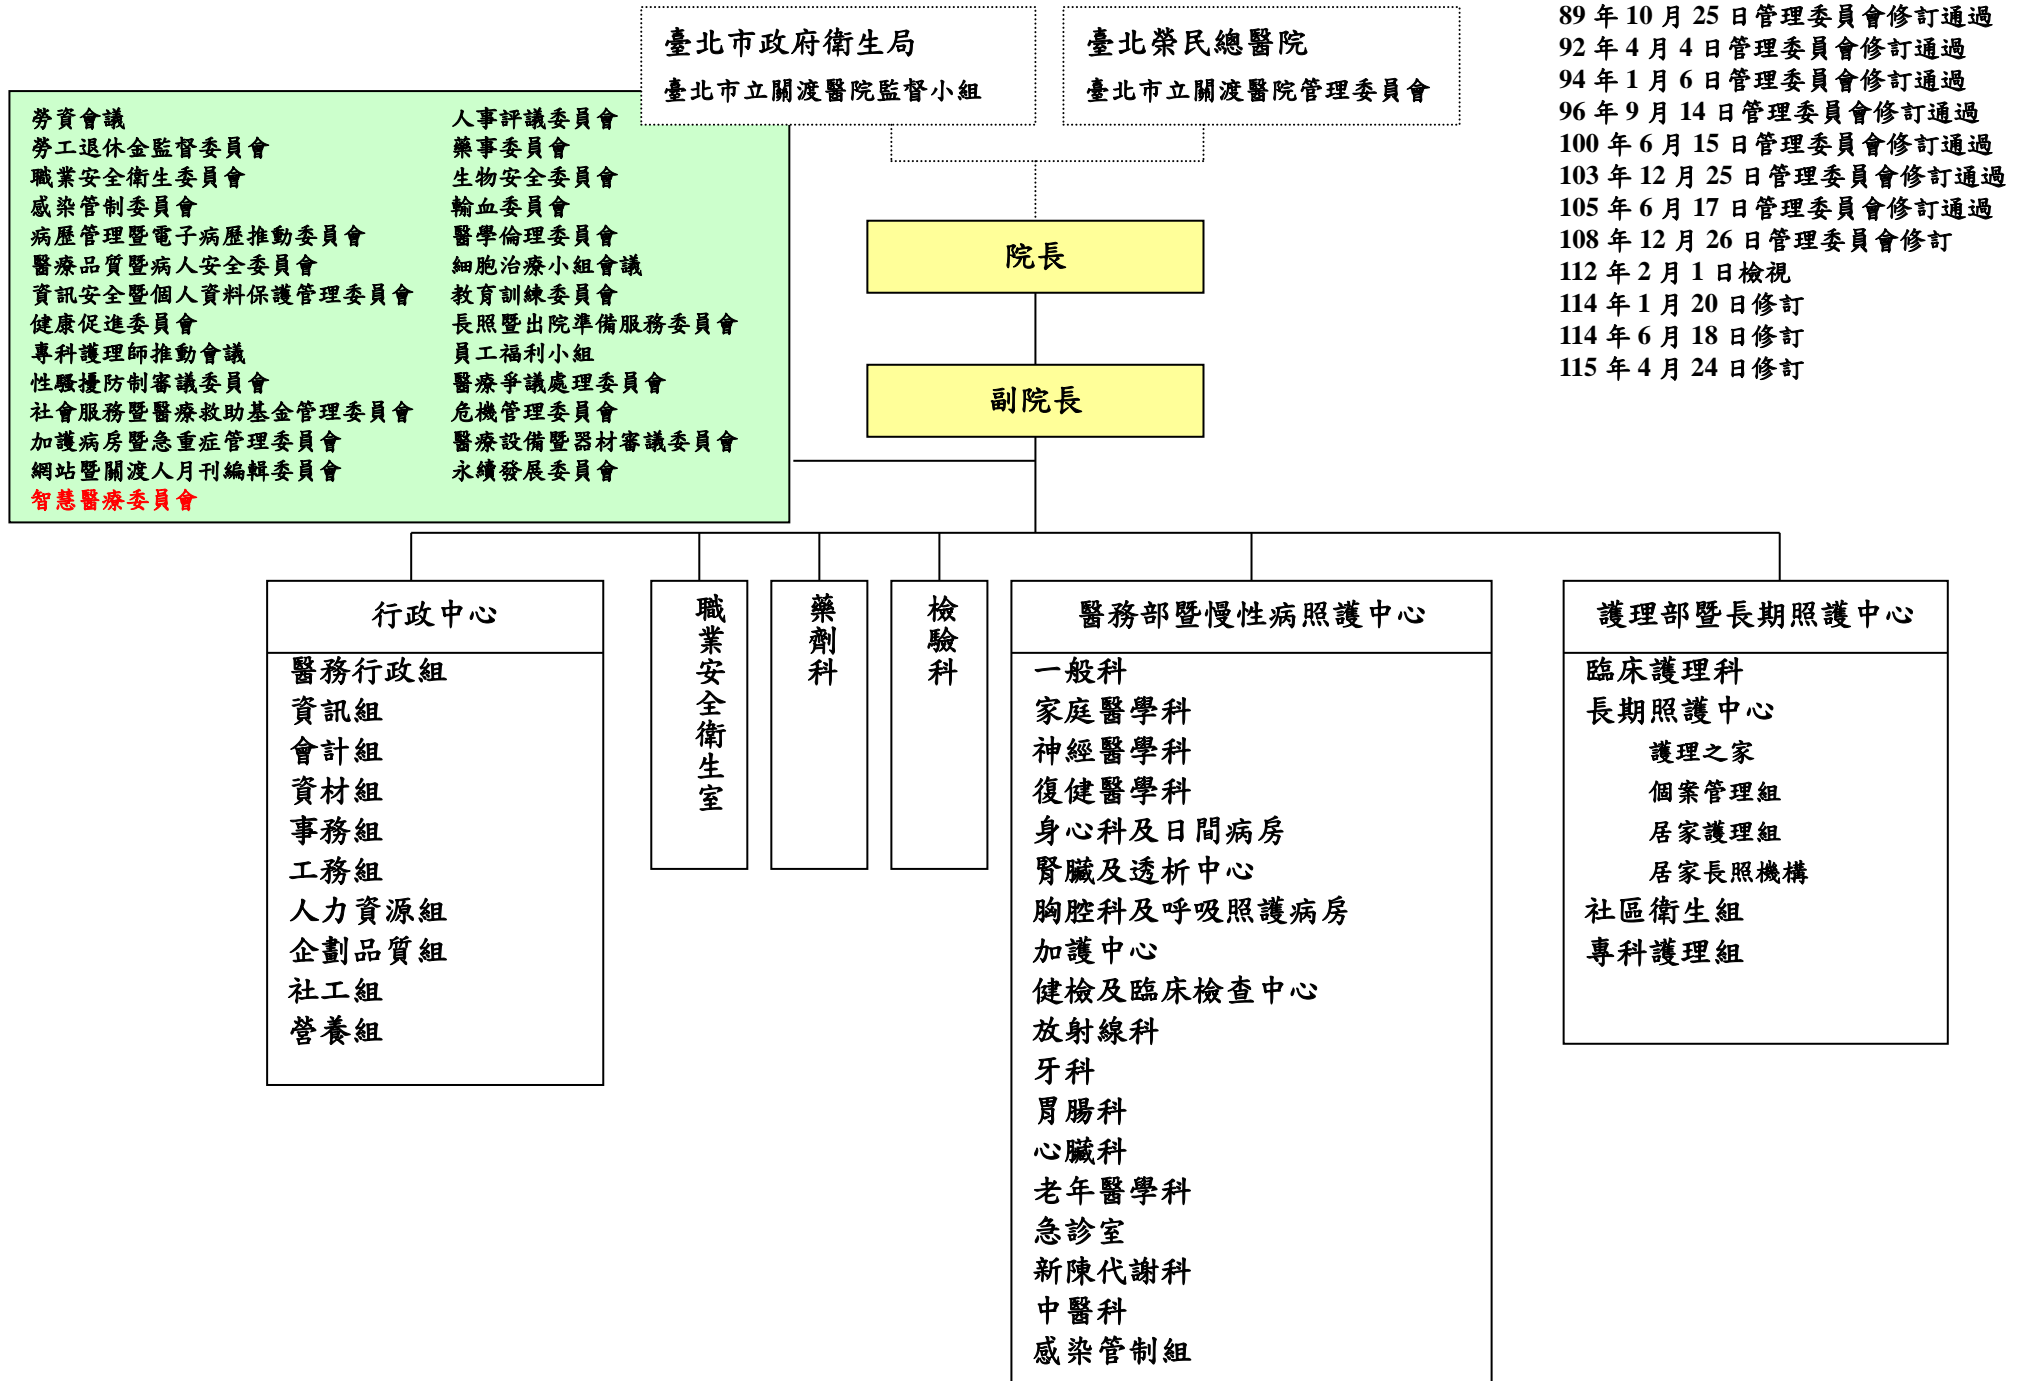 臺北市政府衛生局
臺北市立關渡醫院監督小組
臺北榮民總醫院
臺北市立關渡醫院管理委員會
89 年 10 月 25 日管理委員會修訂通過
92 年 4 月 4 日管理委員會修訂通過
94 年 1 月 6 日管理委員會修訂通過
96 年 9 月 14 日管理委員會修訂通過
100 年 6 月 15 日管理委員會修訂通過
103 年 12 月 25 日管理委員會修訂通過
105 年 6 月 17 日管理委員會修訂通過
108 年 12 月 26 日管理委員會修訂
112 年 2 月 1 日檢視
114 年 1 月 20 日修訂
114 年 6 月 18 日修訂
115 年 4 月 24 日修訂
勞資會議
勞工退休金監督委員會
職業安全衛生委員會
感染管制委員會
病歷管理暨電子病歷推動委員會
醫療品質暨病人安全委員會
資訊安全暨個人資料保護管理委員會
健康促進委員會
專科護理師推動會議
性騷擾防制審議委員會
社會服務暨醫療救助基金管理委員會
加護病房暨急重症管理委員會
網站暨關渡人月刊編輯委員會
智慧醫療委員會
人事評議委員會
藥事委員會
生物安全委員會
輸血委員會
醫學倫理委員會
細胞治療小組會議
教育訓練委員會
長照暨出院準備服務委員會
員工福利小組
醫療爭議處理委員會
危機管理委員會
醫療設備暨器材審議委員會
永續發展委員會
院長
副院長
行政中心
醫務行政組
資訊組
會計組
資材組
事務組
工務組
人力資源組
企劃品質組
社工組
營養組
職業安全衛生室
藥劑科
檢驗科
醫務部暨慢性病照護中心
一般科
家庭醫學科
神經醫學科
復健醫學科
身心科及日間病房
腎臟及透析中心
胸腔科及呼吸照護病房
加護中心
健檢及臨床檢查中心
放射線科
牙科
胃腸科
心臟科
老年醫學科
急診室
新陳代謝科
中醫科
感染管制組
護理部暨長期照護中心
臨床護理科
長期照護中心
護理之家
個案管理組
居家護理組
居家長照機構
社區衛生組
專科護理組